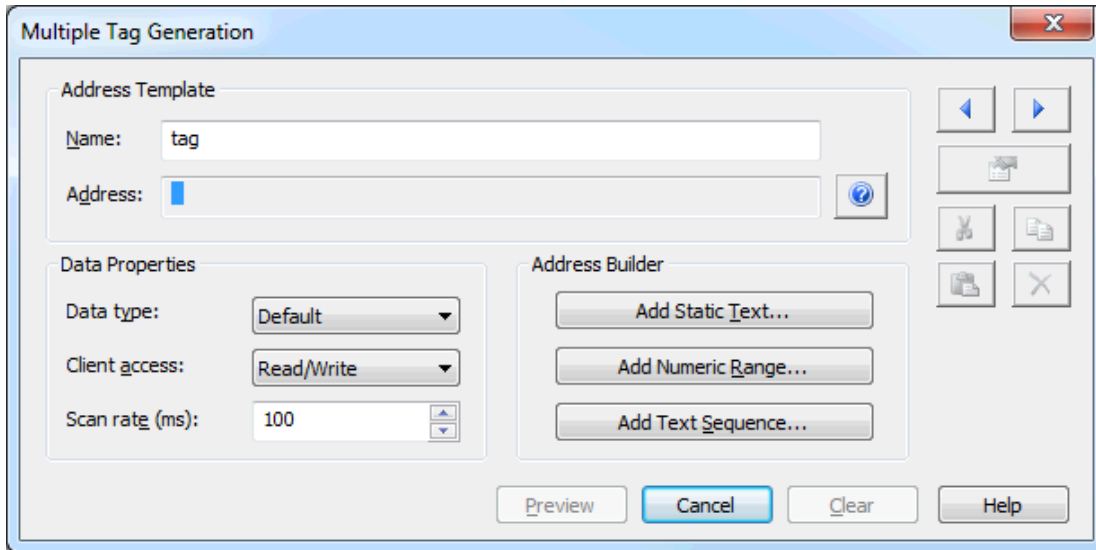 Multiple Tag Generation
Address Template
Name: tag
Address:
Data Properties
Data type: Default
Client access: Read/Write
Scan rate (ms): 100
Address Builder
Add Static Text...
Add Numeric Range...
Add Text Sequence...
Preview Cancel Clear Help